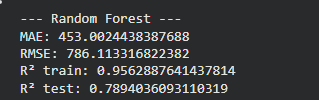 --- Random Forest ---
MAE: 453.0024438387688
RMSE: 786.113316822382
R² train: 0.9562887641437814
R² test: 0.7894036093110319